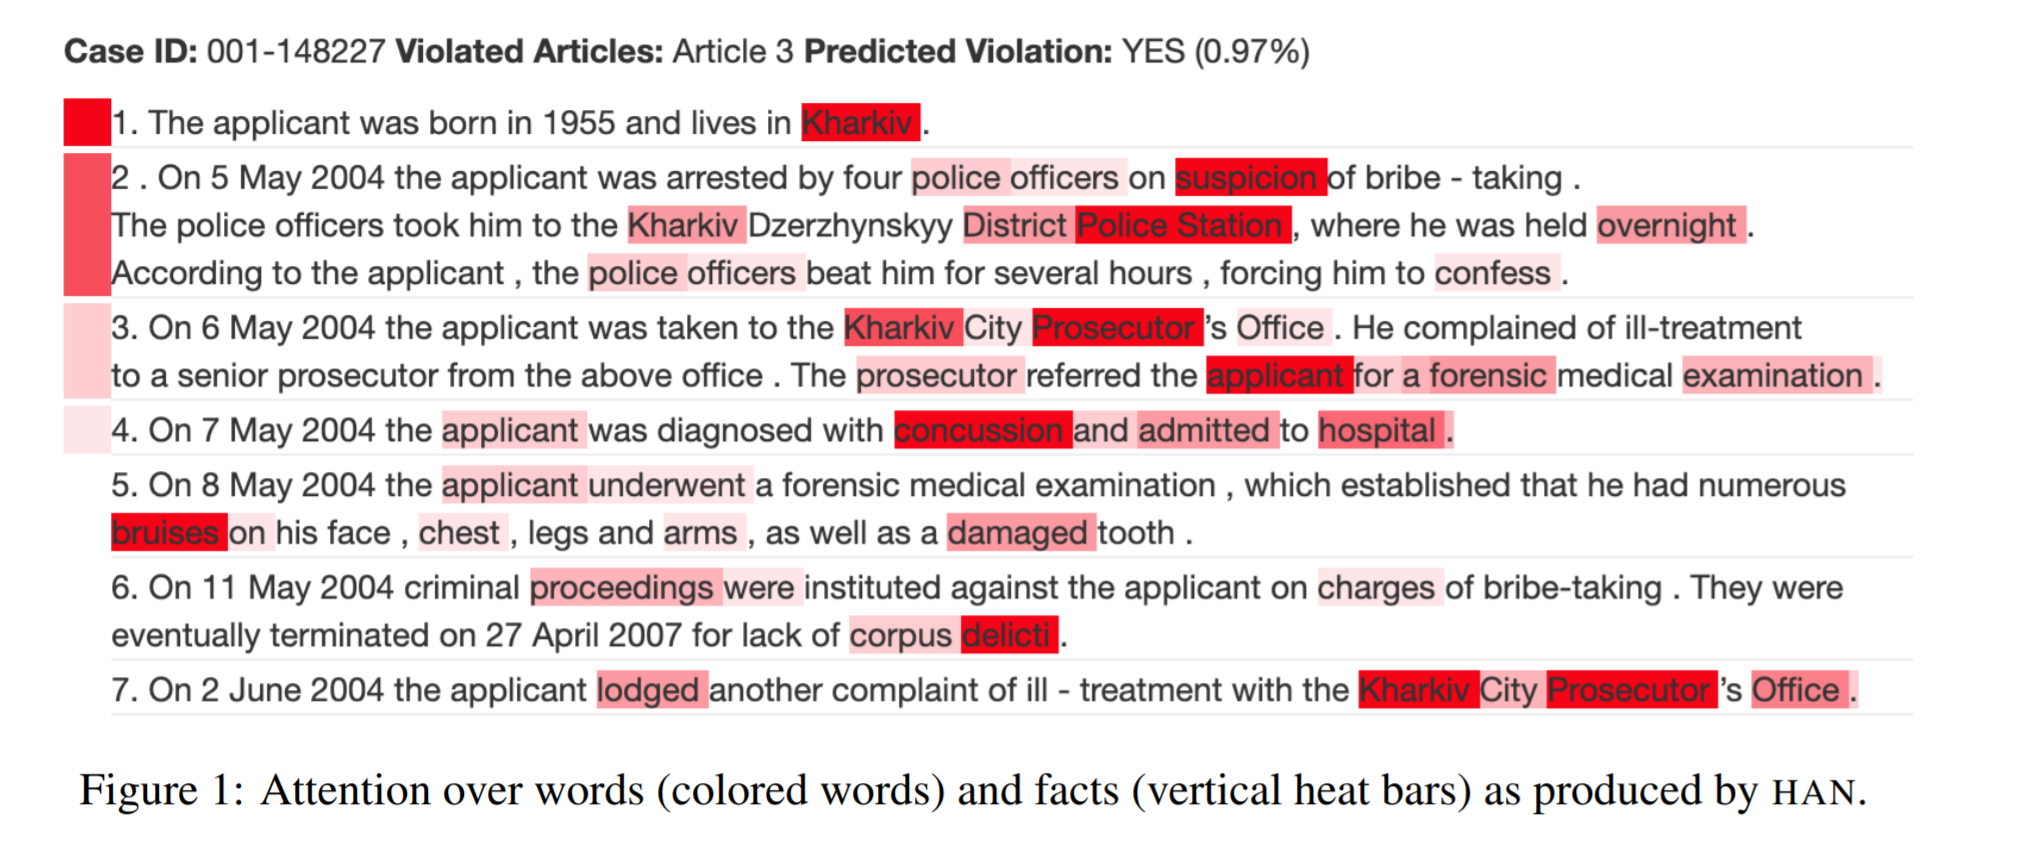 Case ID: 001-148227 Violated Articles: Article 3 Predicted Violation: YES (0.97%)
1. The applicant was born in 1955 and lives in Kharkiv .
2 . On 5 May 2004 the applicant was arrested by four police officers on suspicion of bribe - taking .
The police officers took him to the Kharkiv Dzerzhynskyy District Police Station , where he was held overnight .
According to the applicant , the police officers beat him for several hours , forcing him to confess .
3. On 6 May 2004 the applicant was taken to the Kharkiv City Prosecutor 's Office . He complained of ill-treatment
to a senior prosecutor from the above office . The prosecutor referred the applicant for a forensic medical examination .
4. On 7 May 2004 the applicant was diagnosed with concussion and admitted to hospital .
5. On 8 May 2004 the applicant underwent a forensic medical examination , which established that he had numerous
bruises on his face , chest , legs and arms , as well as a damaged tooth .
6. On 11 May 2004 criminal proceedings were instituted against the applicant on charges of bribe-taking . They were
eventually terminated on 27 April 2007 for lack of corpus delicti .
7. On 2 June 2004 the applicant lodged another complaint of ill - treatment with the Kharkiv City Prosecutor 's Office .
Figure 1: Attention over words (colored words) and facts (vertical heat bars) as produced by HAN.